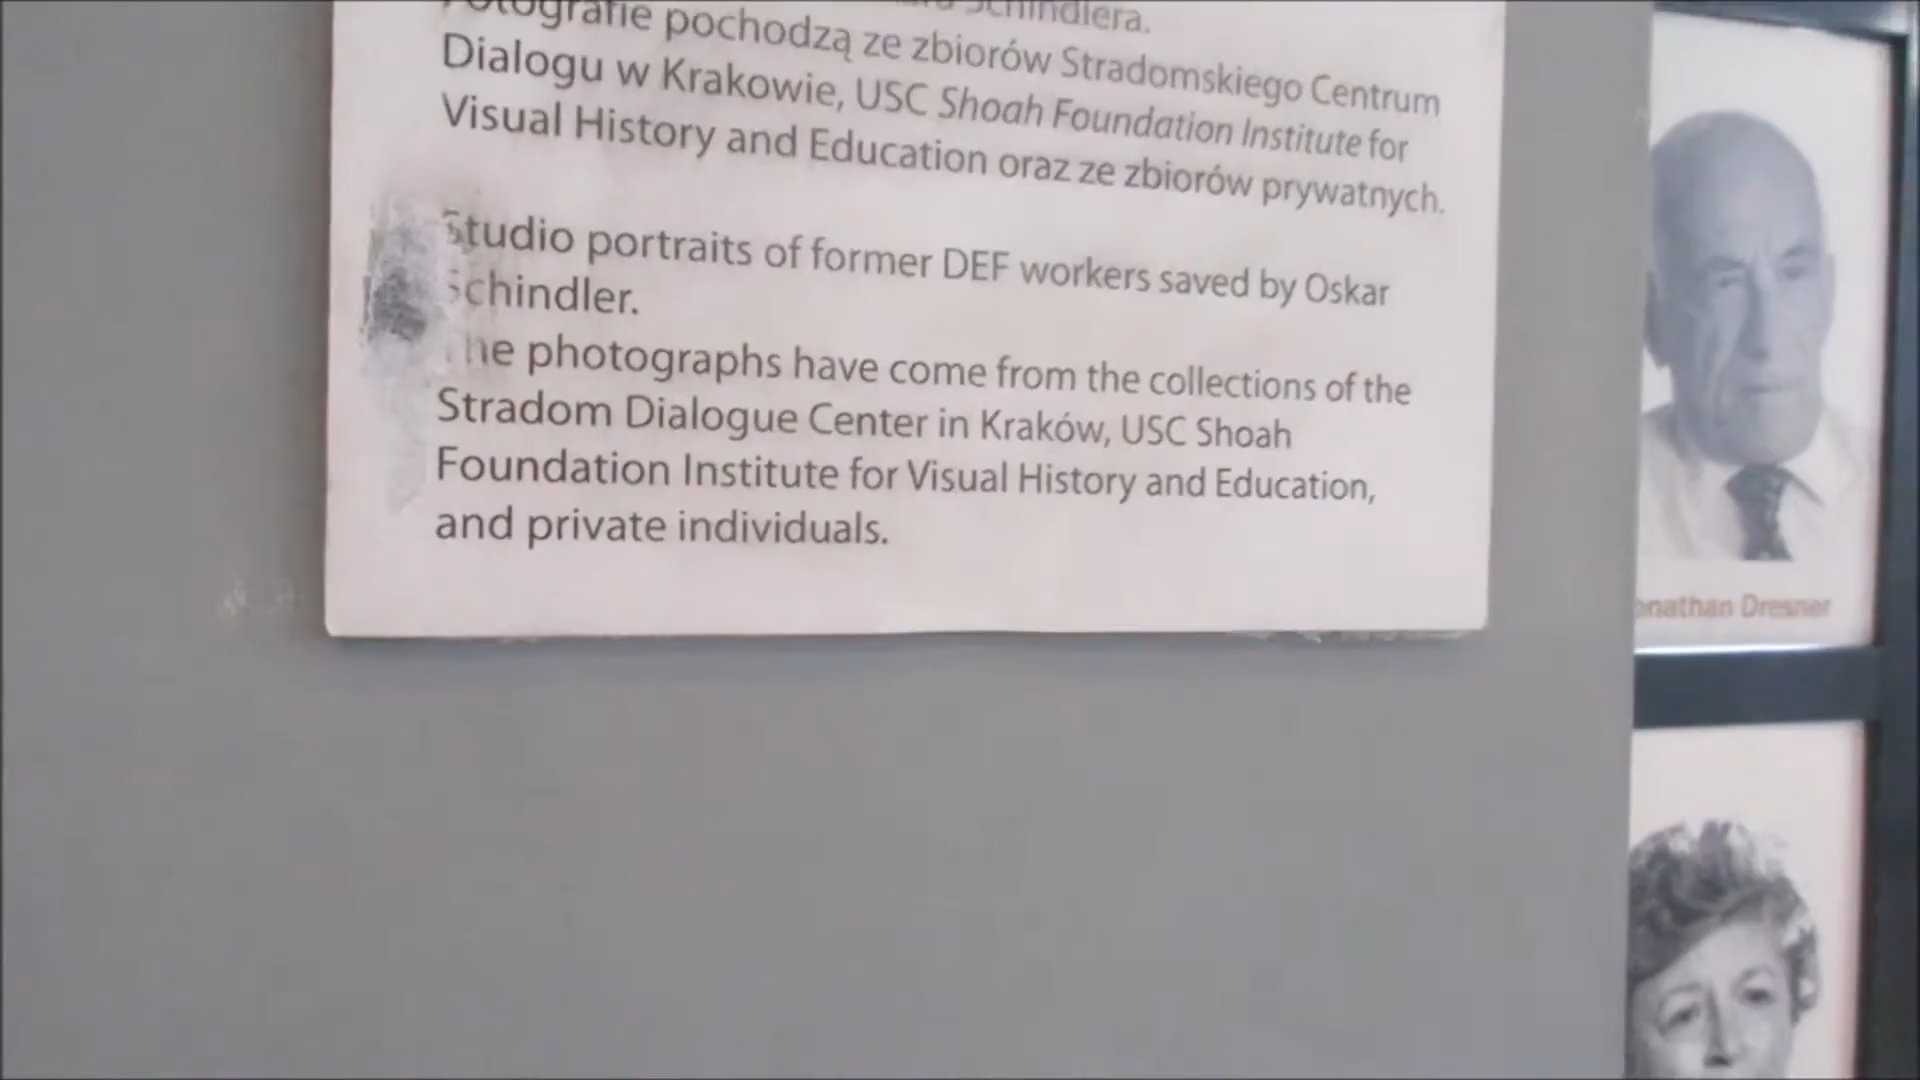 Schindlera.
Fotografie pochodzą ze zbiorów Stradomskiego Centrum
Dialogu w Krakowie, USC Shoah Foundation Institute for
Visual History and Education oraz ze zbiorów prywatnych.
Studio portraits of former DEF workers saved by Oskar
Schindler.
The photographs have come from the collections of the
Stradom Dialogue Center in Kraków, USC Shoah
Foundation Institute for Visual History and Education,
and private individuals.
onathan Dresner